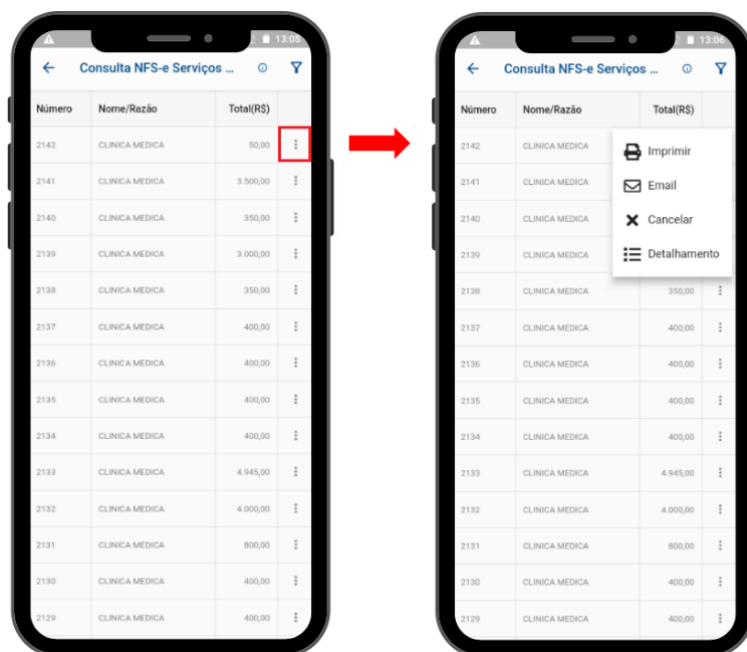 13:05
Consulta NFS-e Serviços ...
Número Nome/Razão Total(R$)
2142 CLINICA MEDICA 50,00
2141 CLINICA MEDICA 3.500,00
2140 CLINICA MEDICA 350,00
2139 CLINICA MEDICA 3.000,00
2138 CLINICA MEDICA 350,00
2137 CLINICA MEDICA 400,00
2136 CLINICA MEDICA 400,00
2135 CLINICA MEDICA 400,00
2134 CLINICA MEDICA 400,00
2133 CLINICA MEDICA 4.945,00
2132 CLINICA MEDICA 4.000,00
2131 CLINICA MEDICA 800,00
2130 CLINICA MEDICA 400,00
2129 CLINICA MEDICA 400,00
13:06
Consulta NFS-e Serviços ...
Número Nome/Razão Total(R$)
2142 CLINICA MEDICA
Imprimir
2141 CLINICA MEDICA
Email
2140 CLINICA MEDICA
Cancelar
2139 CLINICA MEDICA
Detalhamento
2138 CLINICA MEDICA 350,00
2137 CLINICA MEDICA 400,00
2136 CLINICA MEDICA 400,00
2135 CLINICA MEDICA 400,00
2134 CLINICA MEDICA 400,00
2133 CLINICA MEDICA 4.945,00
2132 CLINICA MEDICA 4.000,00
2131 CLINICA MEDICA 800,00
2130 CLINICA MEDICA 400,00
2129 CLINICA MEDICA 400,00